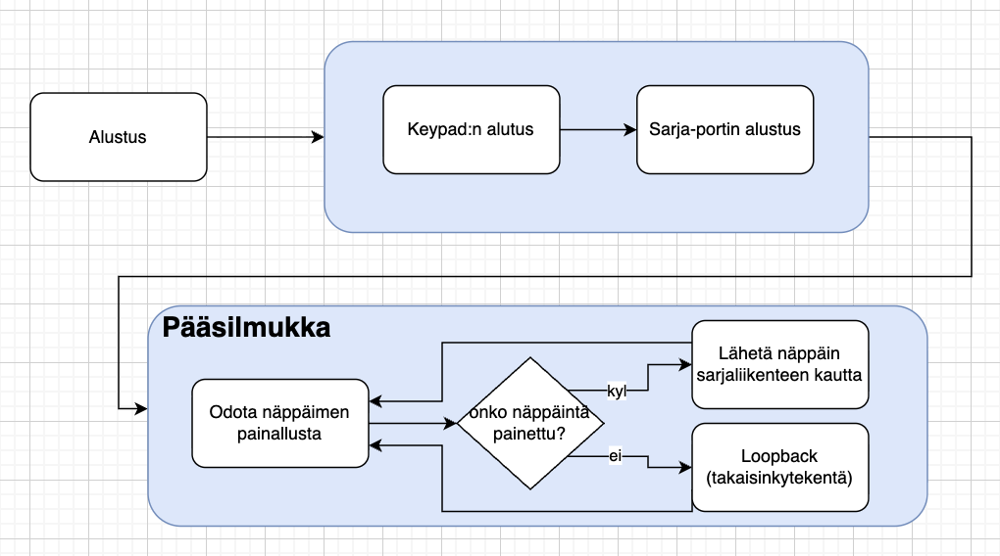 Alustus
Keypad:n alutus
Sarja-portin alustus
Pääsilmukka
Odota näppäimen
painallusta
onko näppäintä
painettu?
kyl
ei
Lähetä näppäin
sarjaliikenteen kautta
Loopback
(takaisinkytekentä)